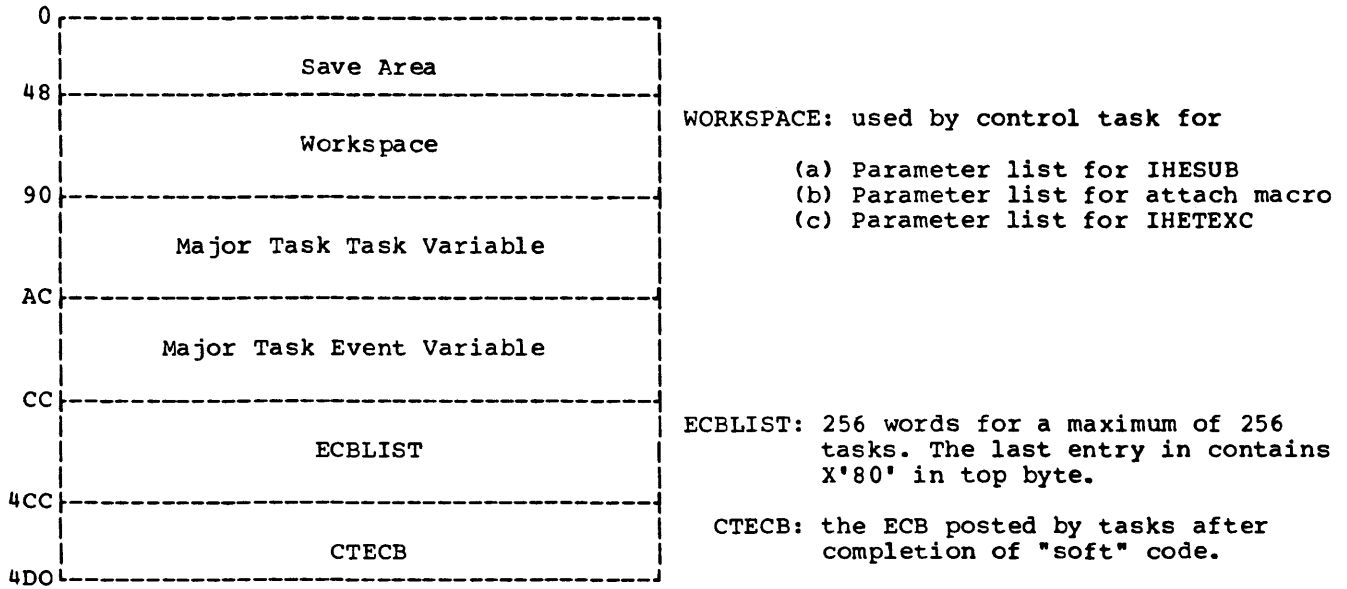 0
Save Area
48
WORKSPACE: used by control task for
Workspace
(a) Parameter list for IHESUB
90
(b) Parameter list for attach macro
(c) Parameter list for IHETEXC
Major Task Task Variable
AC
Major Task Event Variable
CC
ECBLIST: 256 words for a maximum of 256
tasks. The last entry in contains
ECBLIST
X'80' in top byte.
4CC
CTECB: the ECB posted by tasks after
CTECB
completion of "soft" code.
4D0